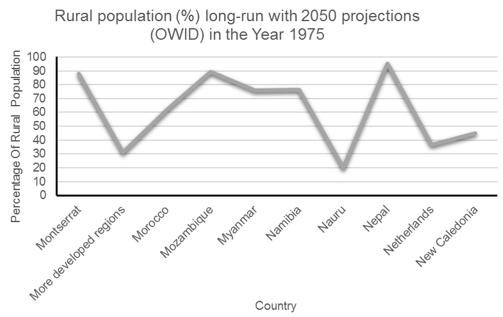 Rural population (%) long-run with 2050 projections
(OWID) in the Year 1975
Percentage Of Rural Population
100
90
80
70
60
50
40
30
20
10
0
Montserrat
More developed regions
Morocco
Mozambique
Myanmar
Namibia
Nauru
Nepal
Netherlands
New Caledonia
Country